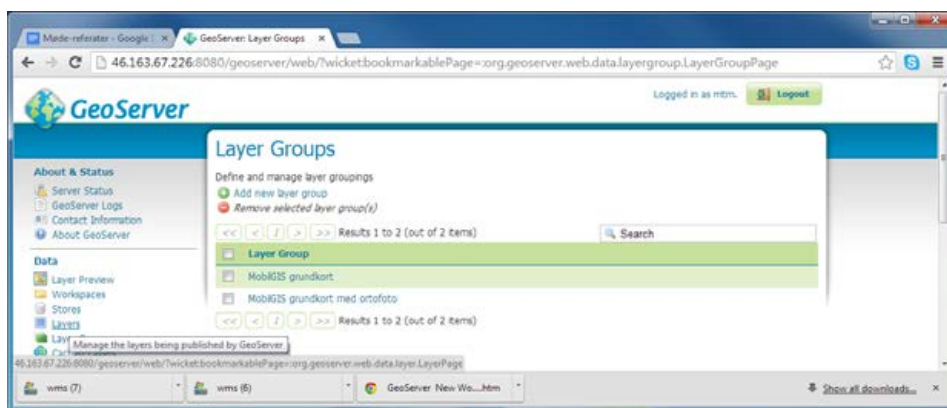 Møde-referater - Google
GeoServer: Layer Groups
46.163.67.226:8080/geoserver/web/?wicket:bookmarkablePage=:org.geoserver.web.data.layergroup.LayerGroupPage
GeoServer
Logged in as mtm.
Logout
About & Status
Server Status
GeoServer Logs
Contact Information
About GeoServer
Data
Layer Preview
Workspaces
Stores
Layers
Manage the layers being published by GeoServer
46.163.67.226:8080/geoserver/web/?wicket:bookmarkablePage=:org.geoserver.web.data.layer.LayerPage
Layer Groups
Define and manage layer groupings
Add new layer group
Remove selected layer group(s)
<< < 1 > >> Results 1 to 2 (out of 2 items)
Search
Layer Group
MobilGIS grundkort
MobilGIS grundkort med ortofoto
<< < 1 > >> Results 1 to 2 (out of 2 items)
wms (7)
wms (6)
GeoServer New Wo....htm
Show all downloads...